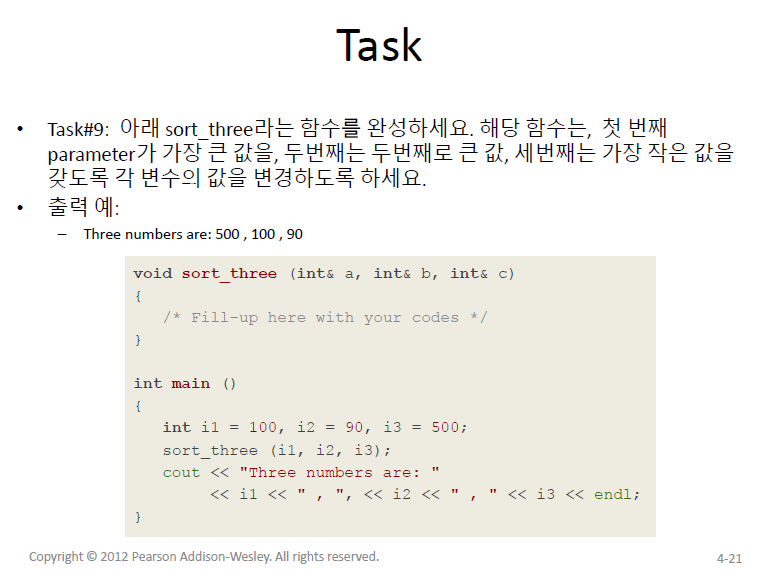 Task
• Task#9: 아래 sort_three라는 함수를 완성하세요. 해당 함수는, 첫 번째
parameter가 가장 큰 값을, 두번째는 두번째로 큰 값, 세번째는 가장 작은 값을
갖도록 각 변수의 값을 변경하도록 하세요.
• 출력 예:
– Three numbers are: 500 , 100 , 90
void sort_three (int& a, int& b, int& c)
{
/* Fill-up here with your codes */
}
int main ()
{
int i1 = 100, i2 = 90, i3 = 500;
sort_three (i1, i2, i3);
cout << "Three numbers are: "
<< i1 << " , ", << i2 << " , " << i3 << endl;
}
Copyright © 2012 Pearson Addison-Wesley. All rights reserved.
4-21